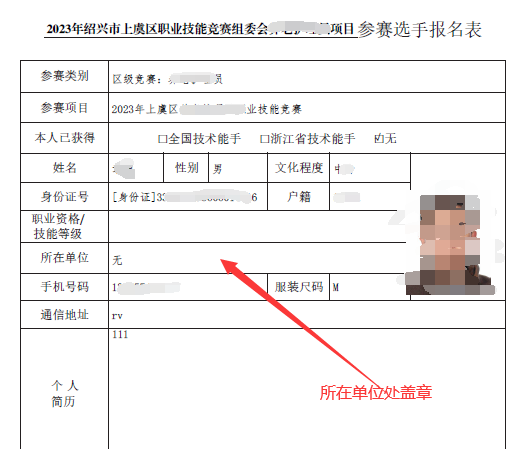 2023年绍兴市上虞区职业技能竞赛组委会 项目 参赛选手报名表
参赛类别 区级竞赛： 员
参赛项目 2023年上虞区 职业技能竞赛
本人已获得 □全国技术能手 □浙江省技术能手 ☑无
姓名 性别 男 文化程度
身份证号 [身份证]33 6 户籍
职业资格/
技能等级
所在单位 无
手机号码 1 服装尺码 M
通信地址 rv
111
个 人
简历
所在单位处盖章